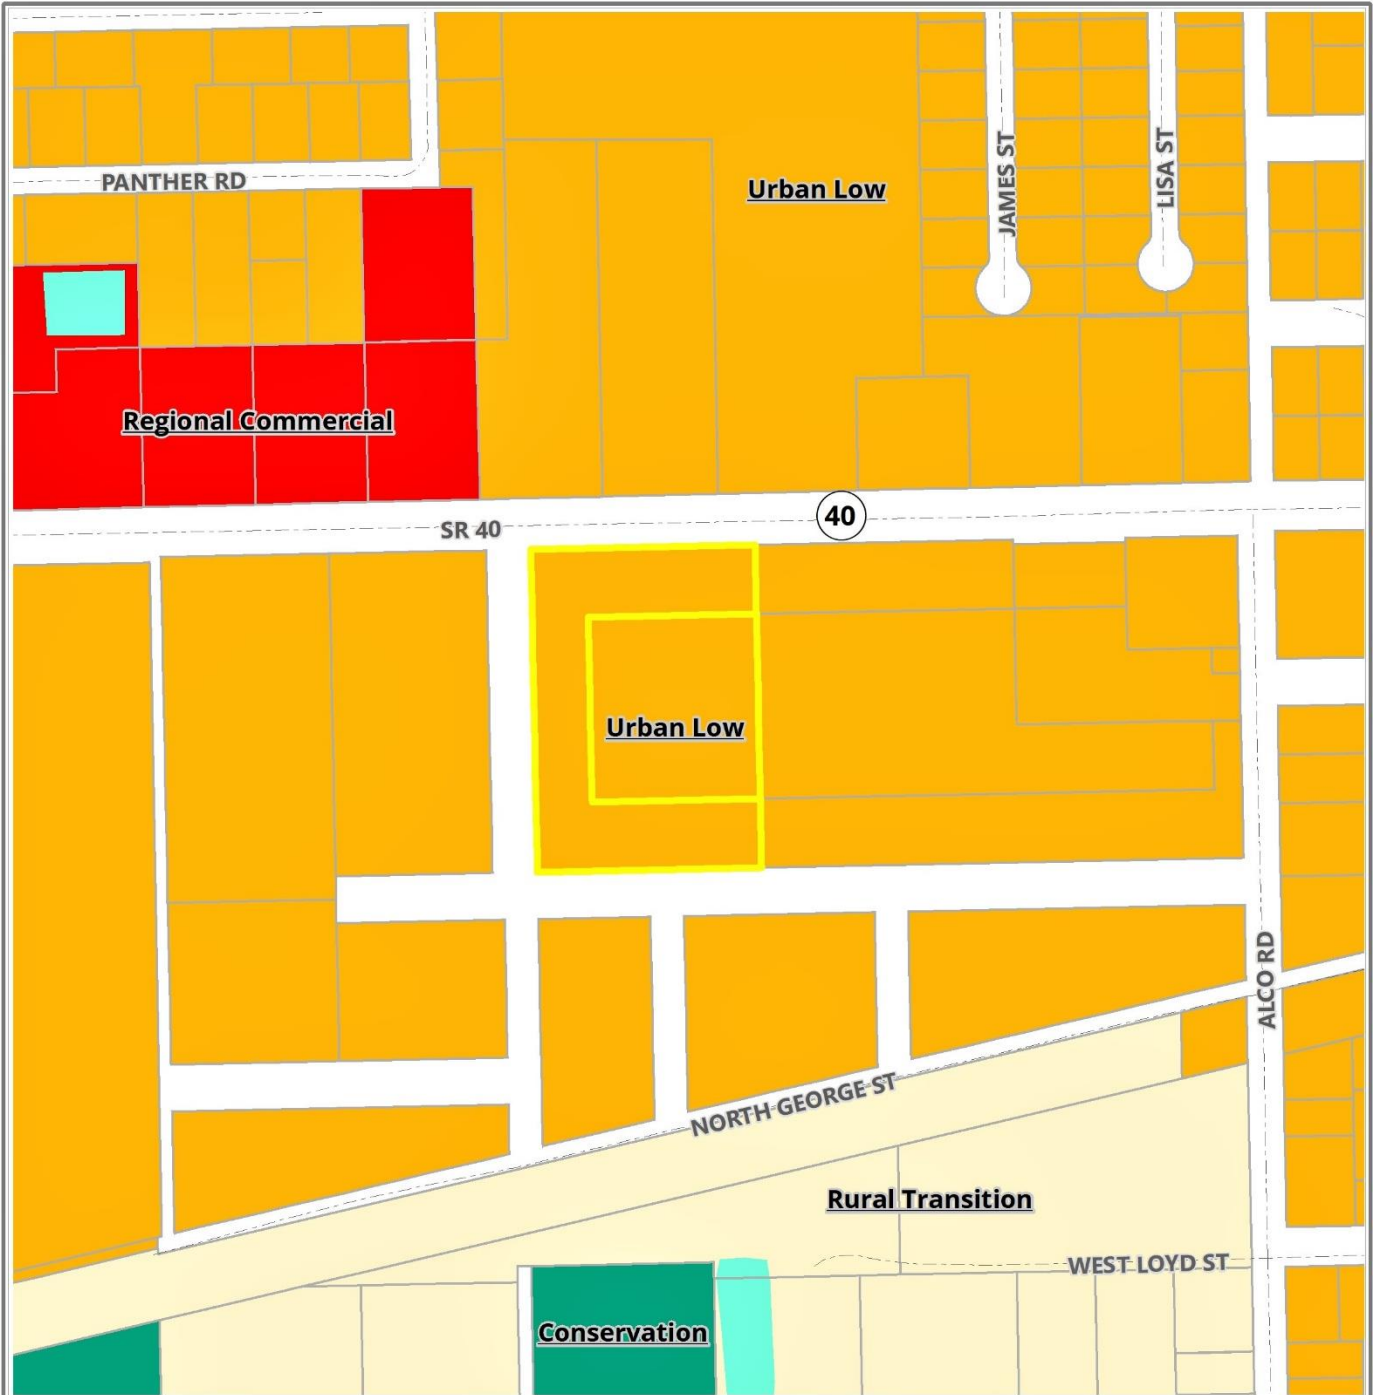 JAMES ST
LISA ST
PANTHER RD
Urban Low
Regional Commercial
40
SR 40
Urban Low
ALCO RD
NORTH GEORGE ST
Rural Transition
WEST LOYD ST
Conservation